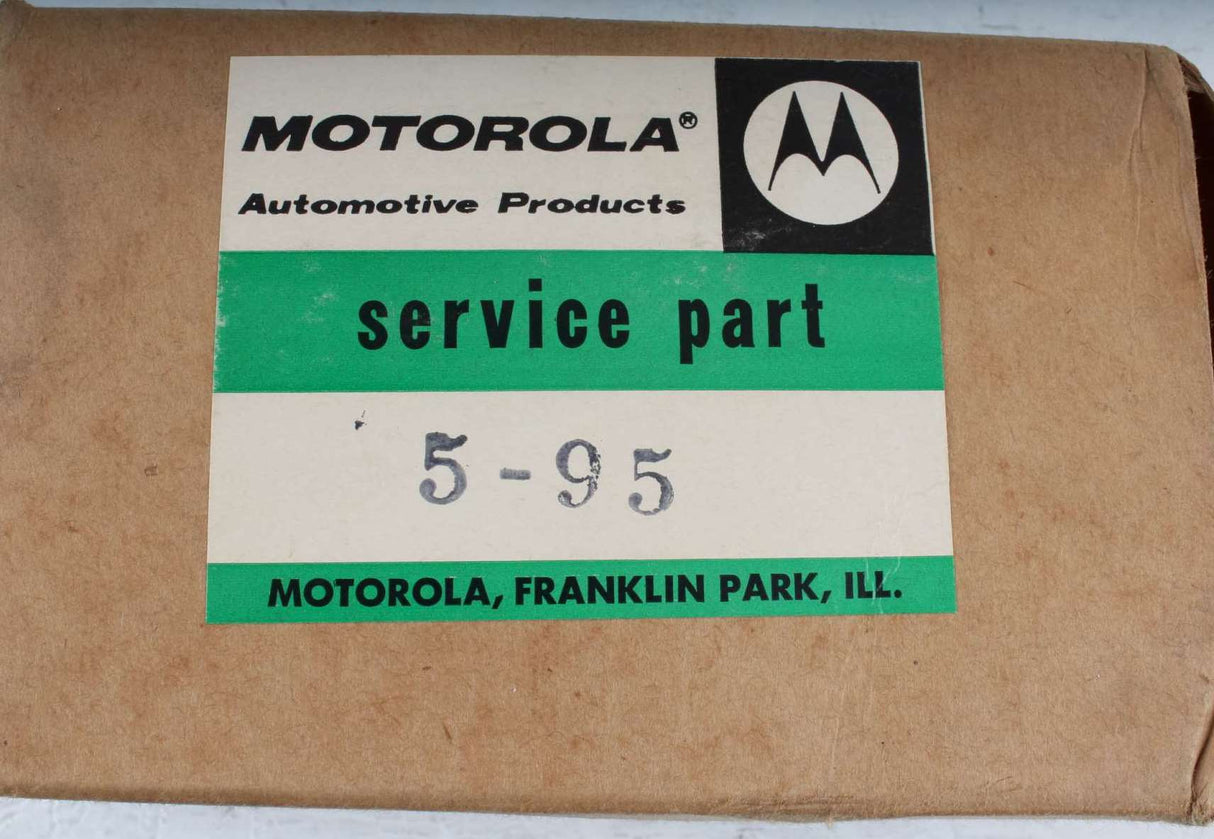 MOTOROLA®
Automotive Products
service part
5-95
MOTOROLA, FRANKLIN PARK, ILL.